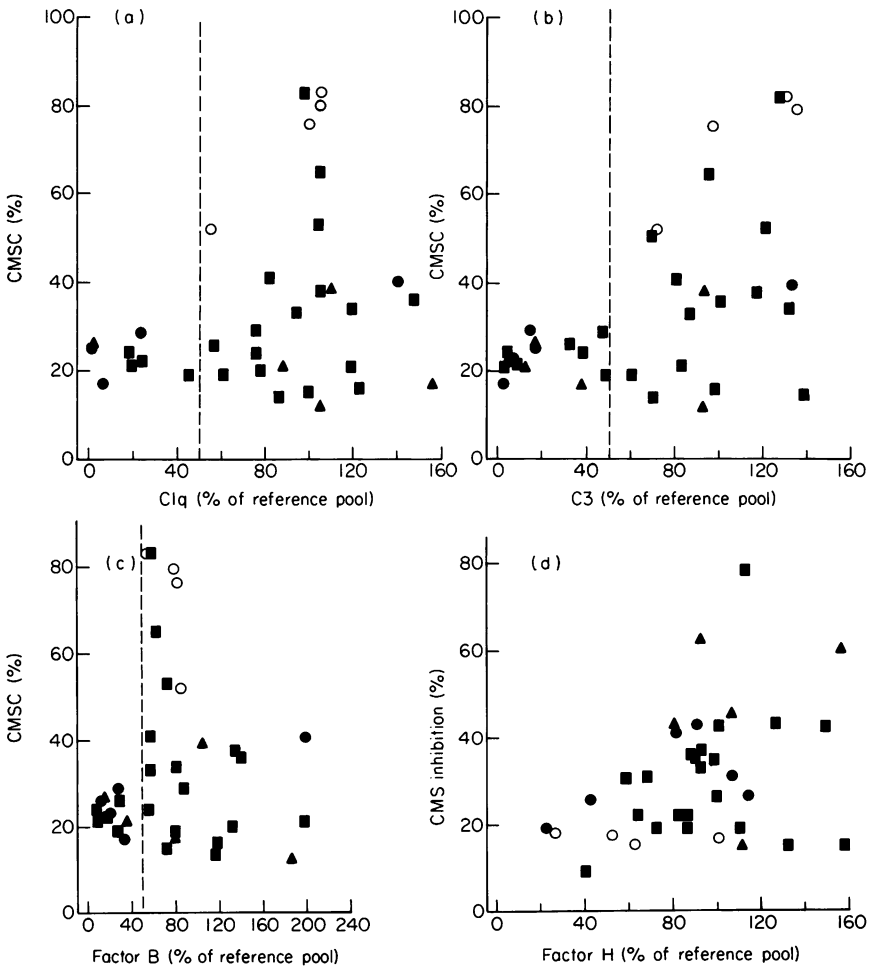 (a)
100
80
60
40
20
0
CMSC (%)
0 40 80 120 160
C1q (% of reference pool)
(b)
100
80
60
40
20
0
CMSC (%)
0 40 80 120 160
C3 (% of reference pool)
(c)
80
60
40
20
0
CMSC (%)
0 40 80 120 160 200 240
Factor B (% of reference pool)
(d)
80
60
40
20
0
CMS inhibition (%)
0 40 80 120 160
Factor H (% of reference pool)